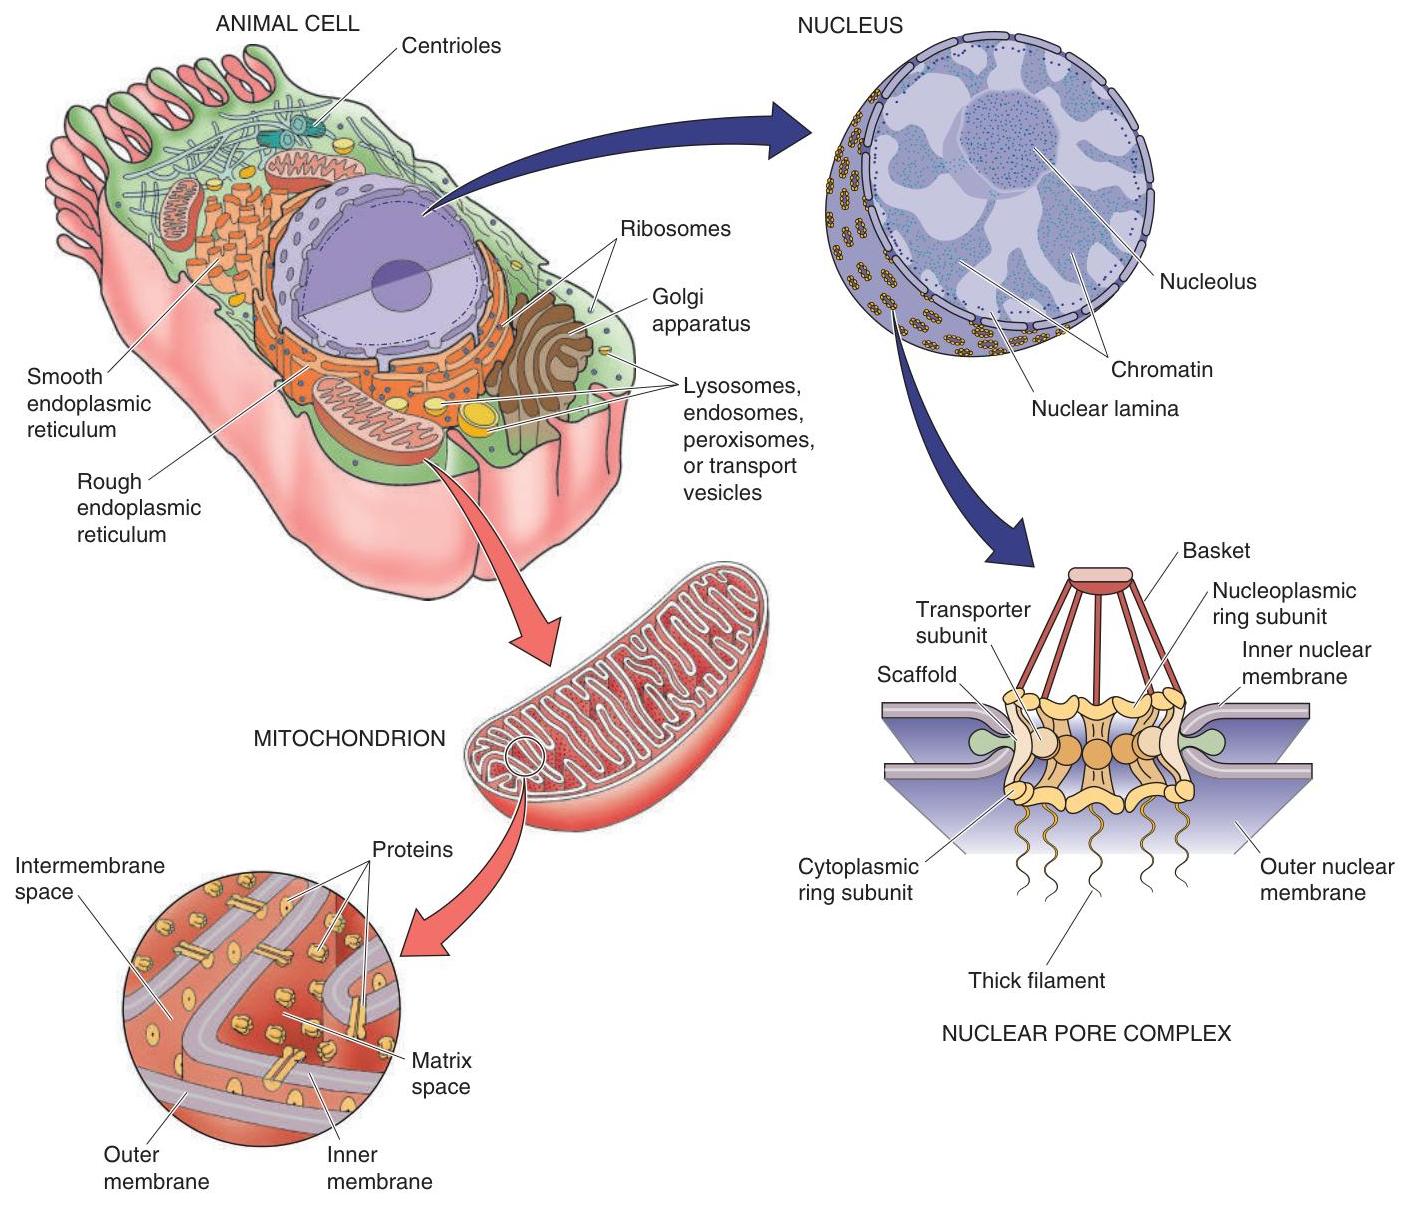 ANIMAL CELL
Centrioles
Ribosomes
Golgi
apparatus
Lysosomes,
endosomes,
peroxisomes,
or transport
vesicles
Smooth
endoplasmic
reticulum
Rough
endoplasmic
reticulum
NUCLEUS
Nucleolus
Chromatin
Nuclear lamina
MITOCHONDRION
Proteins
Intermembrane
space
Matrix
space
Outer
membrane
Inner
membrane
Basket
Nucleoplasmic
ring subunit
Transporter
subunit
Inner nuclear
membrane
Scaffold
Cytoplasmic
ring subunit
Outer nuclear
membrane
Thick filament
NUCLEAR PORE COMPLEX